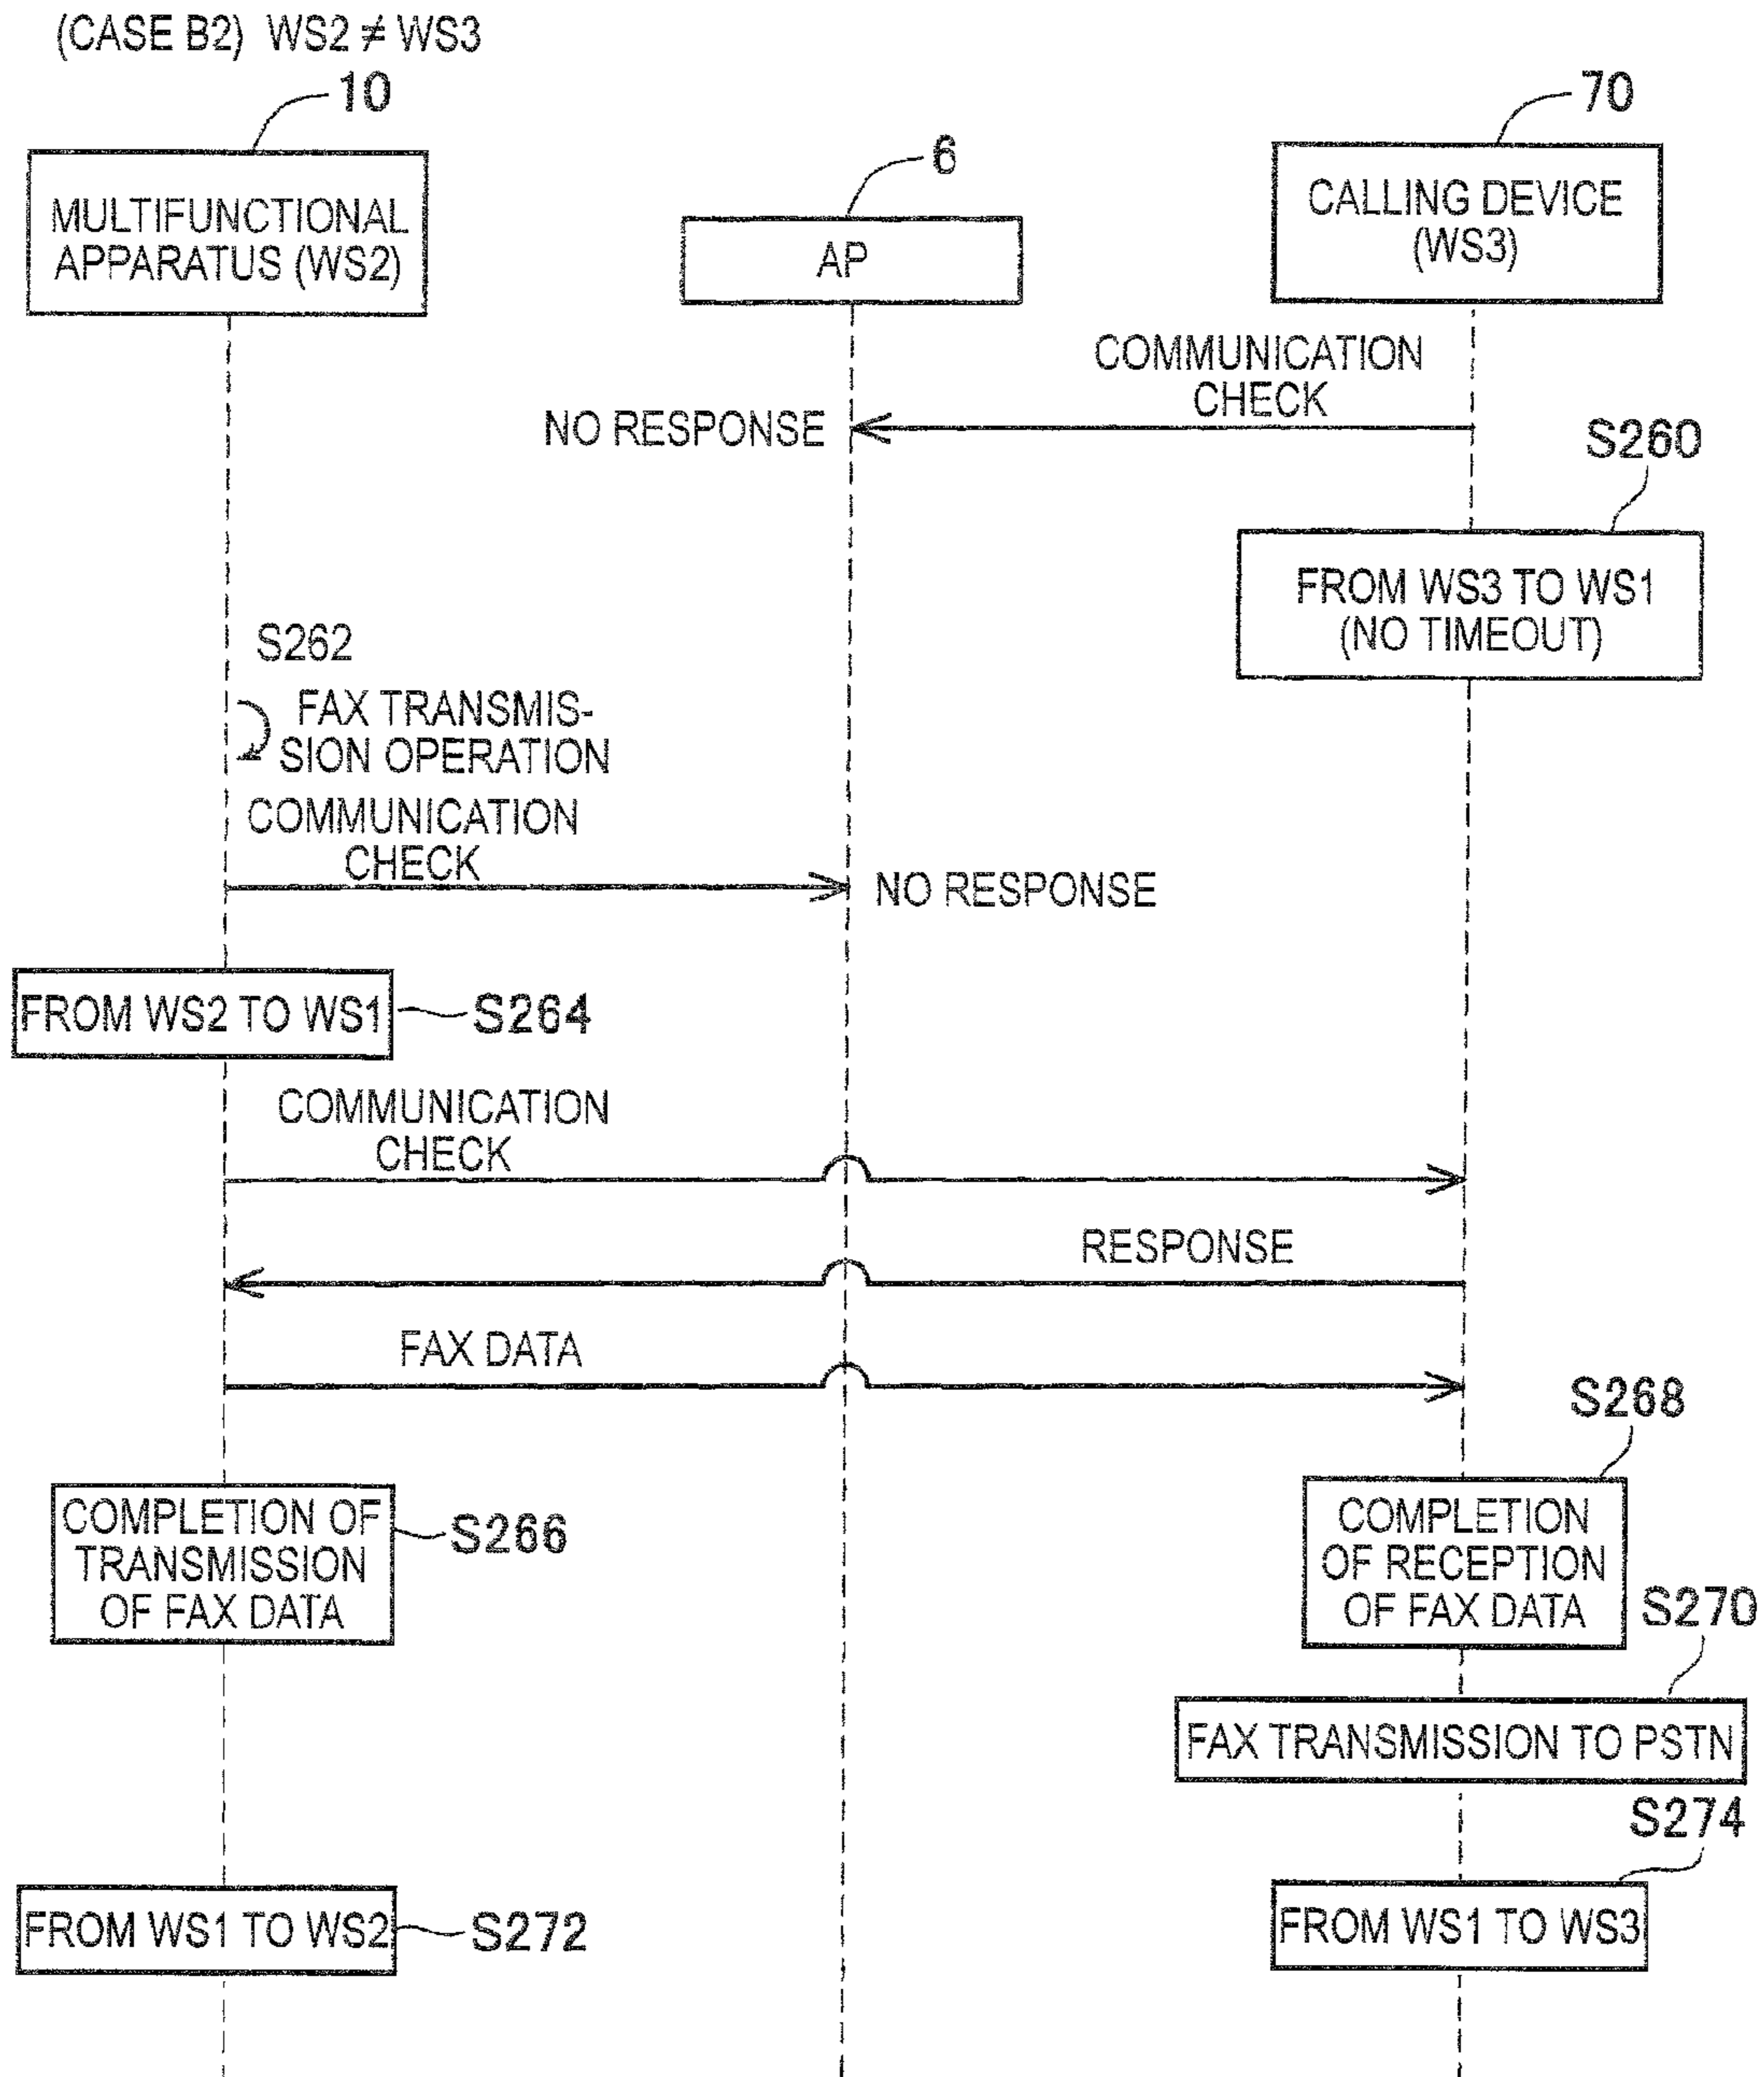 (CASE B2) WS2 ≠ WS3
10
70
6
MULTIFUNCTIONAL
APPARATUS (WS2)
AP
CALLING DEVICE
(WS3)
COMMUNICATION
CHECK
NO RESPONSE
S260
FROM WS3 TO WS1
(NO TIMEOUT)
S262
FAX TRANSMIS-
SION OPERATION
COMMUNICATION
CHECK
NO RESPONSE
FROM WS2 TO WS1
S264
COMMUNICATION
CHECK
RESPONSE
FAX DATA
S268
COMPLETION OF
TRANSMISSION
OF FAX DATA
S266
COMPLETION
OF RECEPTION
OF FAX DATA
S270
FAX TRANSMISSION TO PSTN
S274
FROM WS1 TO WS2
S272
FROM WS1 TO WS3